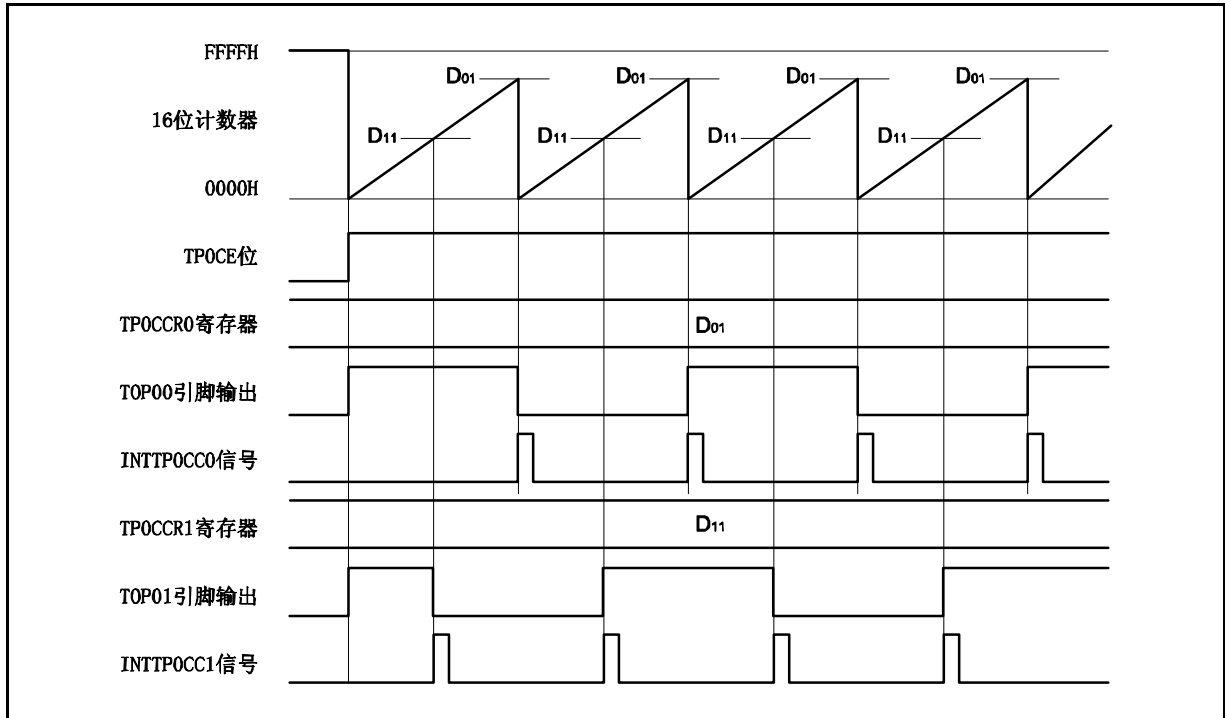 FFFFH
D01 D01 D01 D01
16位计数器
D11 D11 D11 D11
0000H
TP0CE位
TP0CCR0寄存器 D01
TOP00引脚输出
INTTP0CC0信号
TP0CCR1寄存器 D11
TOP01引脚输出
INTTP0CC1信号